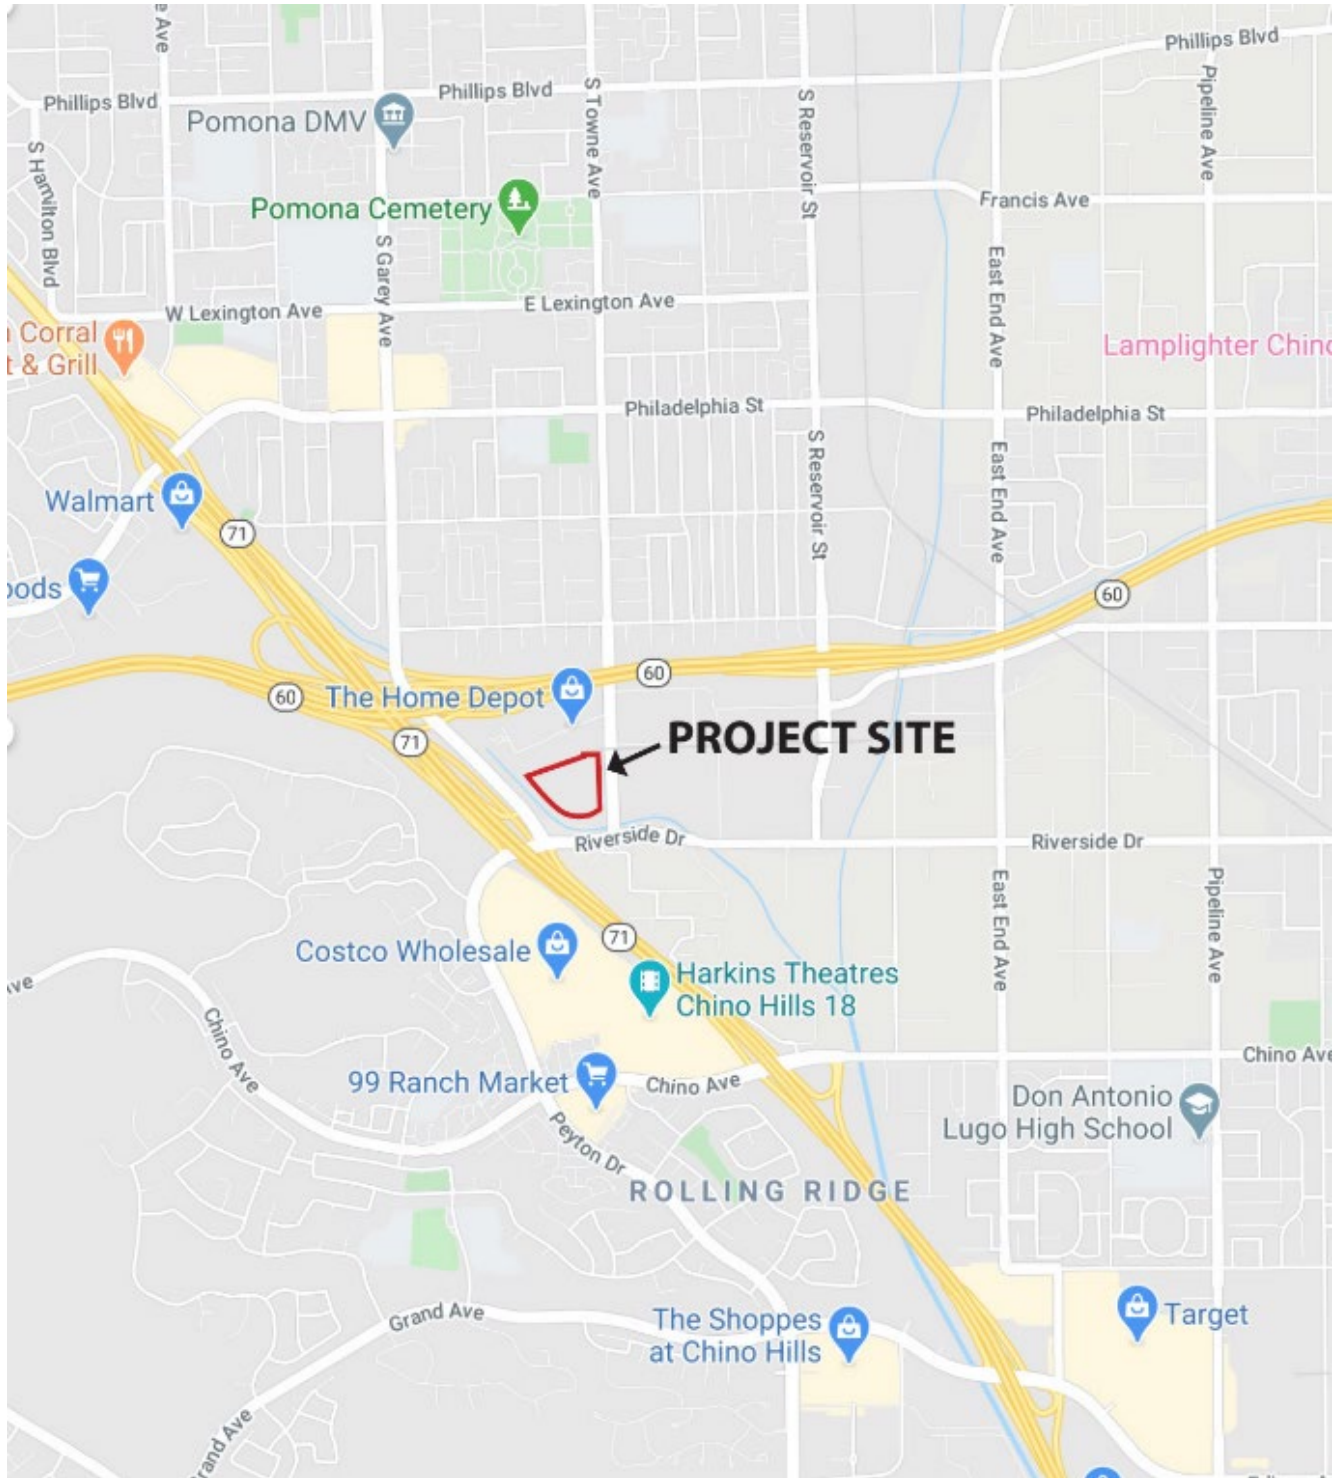 e Ave
Phillips Blvd
Phillips Blvd
Phillips Blvd
Pomona DMV
S Towne Ave
S Reservoir St
Pipeline Ave
S Hamilton Blvd
Pomona Cemetery
Francis Ave
S Garey Ave
East End Ave
W Lexington Ave
E Lexington Ave
Corral
t & Grill
Lamplighter Chino
Philadelphia St
Philadelphia St
S Reservoir St
East End Ave
Walmart
71
oods
60
60
60
The Home Depot
71
PROJECT SITE
Riverside Dr
Riverside Dr
East End Ave
Pipeline Ave
Costco Wholesale
71
Harkins Theatres
Chino Hills 18
ve
Chino Ave
Chino Ave
99 Ranch Market
Chino Ave
Don Antonio
Lugo High School
Peyton Dr
ROLLING RIDGE
Grand Ave
The Shoppes
at Chino Hills
Target
Grand Ave